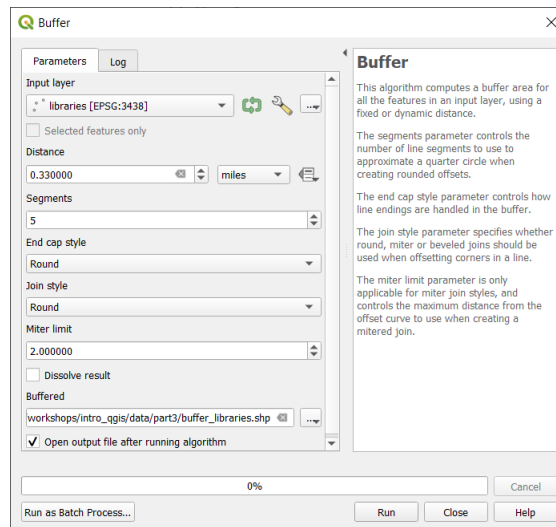 Buffer
Parameters
Log
Input layer
libraries [EPSG:3438]
Selected features only
Distance
0.330000
miles
Segments
5
End cap style
Round
Join style
Round
Miter limit
2.000000
Dissolve result
Buffered
workshops/intro_qgis/data/part3/buffer_libraries.shp
Open output file after running algorithm
Buffer
This algorithm computes a buffer area for
all the features in an input layer, using a
fixed or dynamic distance.
The segments parameter controls the
number of line segments to use to
approximate a quarter circle when
creating rounded offsets.
The end cap style parameter controls how
line endings are handled in the buffer.
The join style parameter specifies whether
round, miter or beveled joins should be
used when offsetting corners in a line.
The miter limit parameter is only
applicable for miter join styles, and
controls the maximum distance from the
offset curve to use when creating a
mitered join.
0%
Cancel
Run as Batch Process...
Run
Close
Help